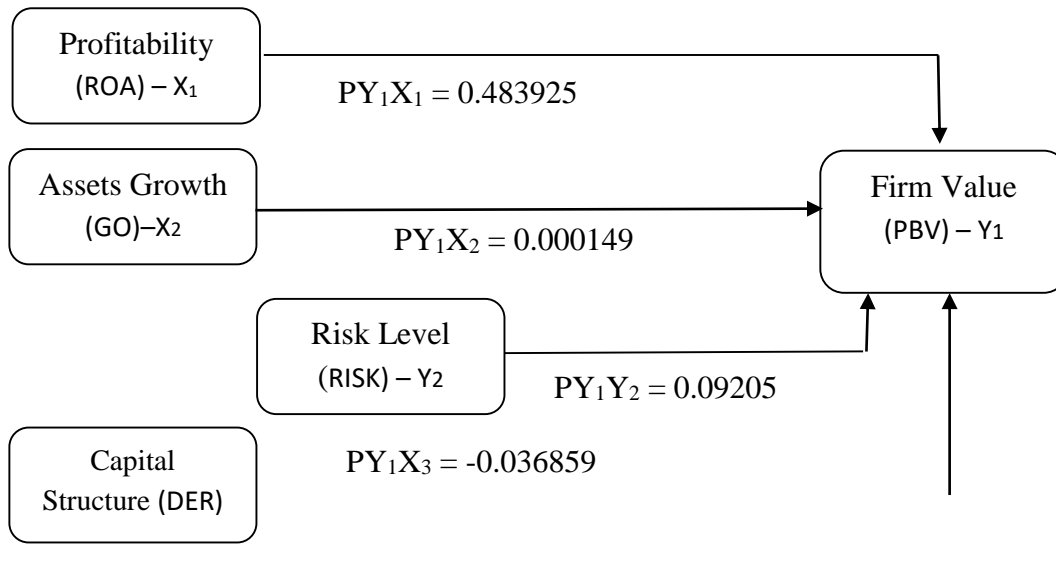 Profitability
(ROA) – X₁
PY₁X₁ = 0.483925
Assets Growth
(GO)–X₂
PY₁X₂ = 0.000149
Firm Value
(PBV) – Y₁
Risk Level
(RISK) – Y₂
PY₁Y₂ = 0.09205
Capital
Structure (DER)
PY₁X₃ = -0.036859